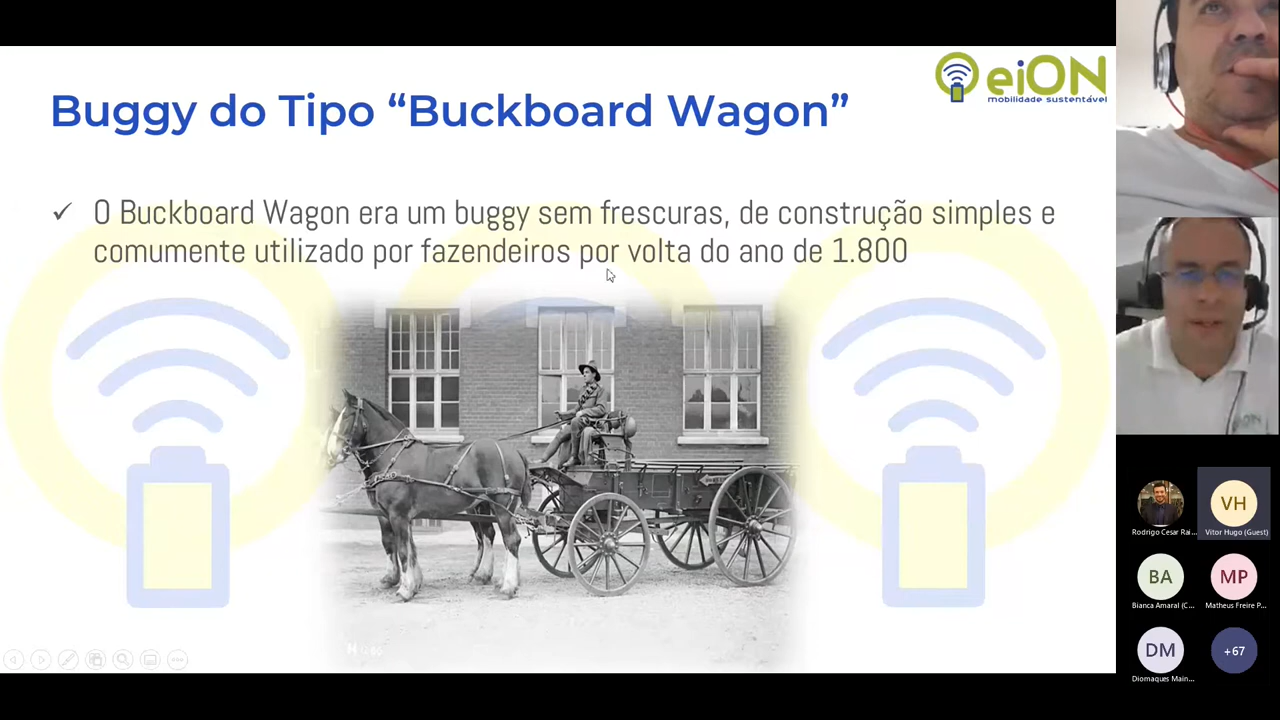 eiON
mobilidade sustentável
Buggy do Tipo “Buckboard Wagon”
✓ O Buckboard Wagon era um buggy sem frescuras, de construção simples e
comumente utilizado por fazendeiros por volta do ano de 1.800
Rodrigo Cesar Rai...
VH
Vitor Hugo (Guest)
BA
Bianca Amaral (C...
MP
Matheus Freire P...
DM
Diomaques Main...
+67